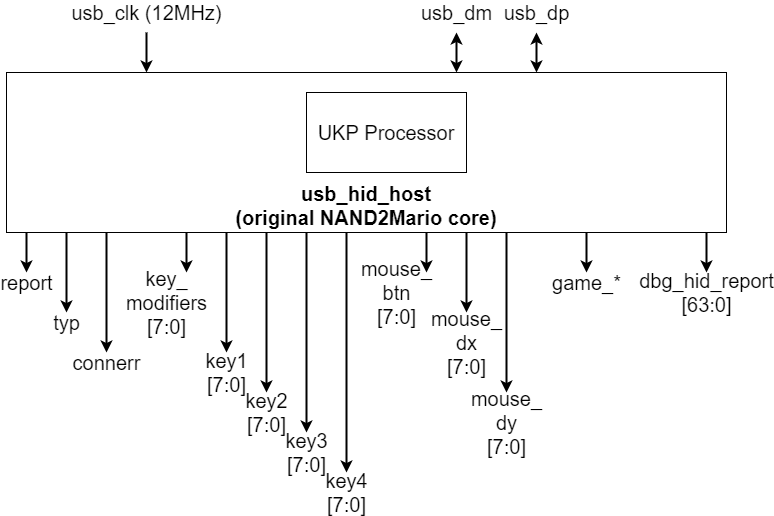 usb_clk (12MHz)
usb_dm
usb_dp
UKP Processor
usb_hid_host
(original NAND2Mario core)
report
typ
connerr
key_
modifiers
[7:0]
key1
[7:0]
key2
[7:0]
key3
[7:0]
key4
[7:0]
mouse_
btn
[7:0]
mouse_
dx
[7:0]
mouse_
dy
[7:0]
game_*
dbg_hid_report
[63:0]